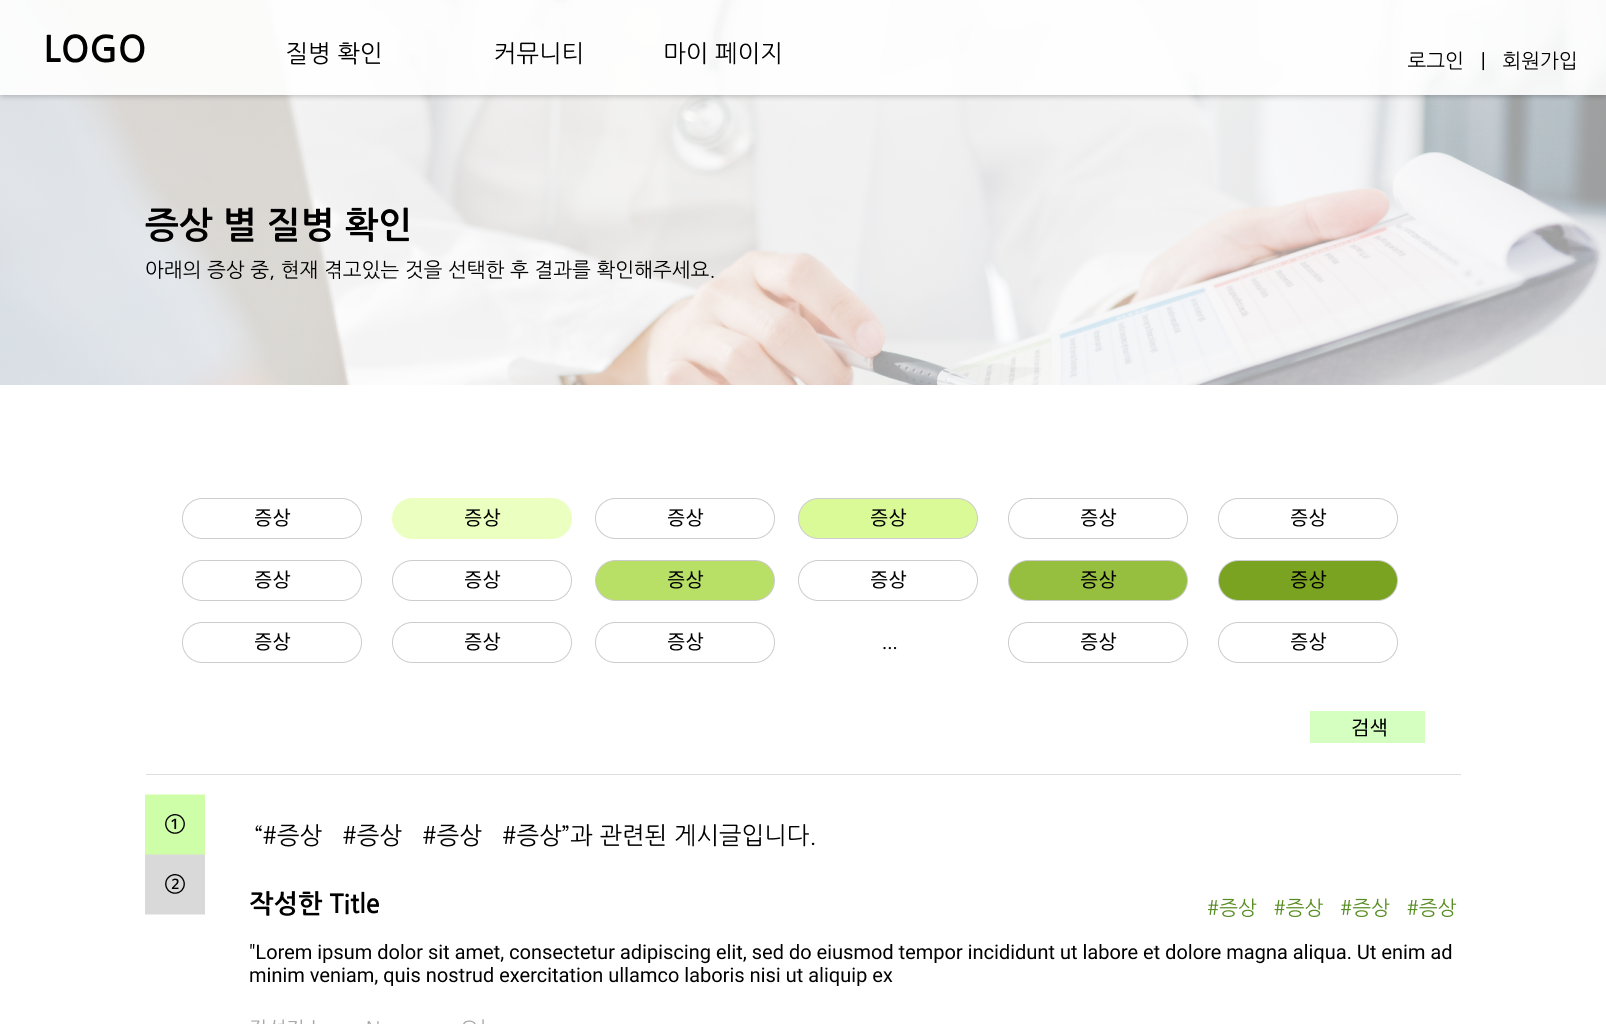 LOGO 질병 확인 커뮤니티 마이 페이지 로그인 | 회원가입
증상 별 질병 확인
아래의 증상 중, 현재 겪고있는 것을 선택한 후 결과를 확인해주세요.
증상 증상 증상 증상 증상 증상
증상 증상 증상 증상 증상 증상
증상 증상 증상 ... 증상 증상
검색
①
“#증상 #증상 #증상 #증상”과 관련된 게시글입니다.
②
작성한 Title #증상 #증상 #증상 #증상
"Lorem ipsum dolor sit amet, consectetur adipiscing elit, sed do eiusmod tempor incididunt ut labore et dolore magna aliqua. Ut enim ad
minim veniam, quis nostrud exercitation ullamco laboris nisi ut aliquip ex